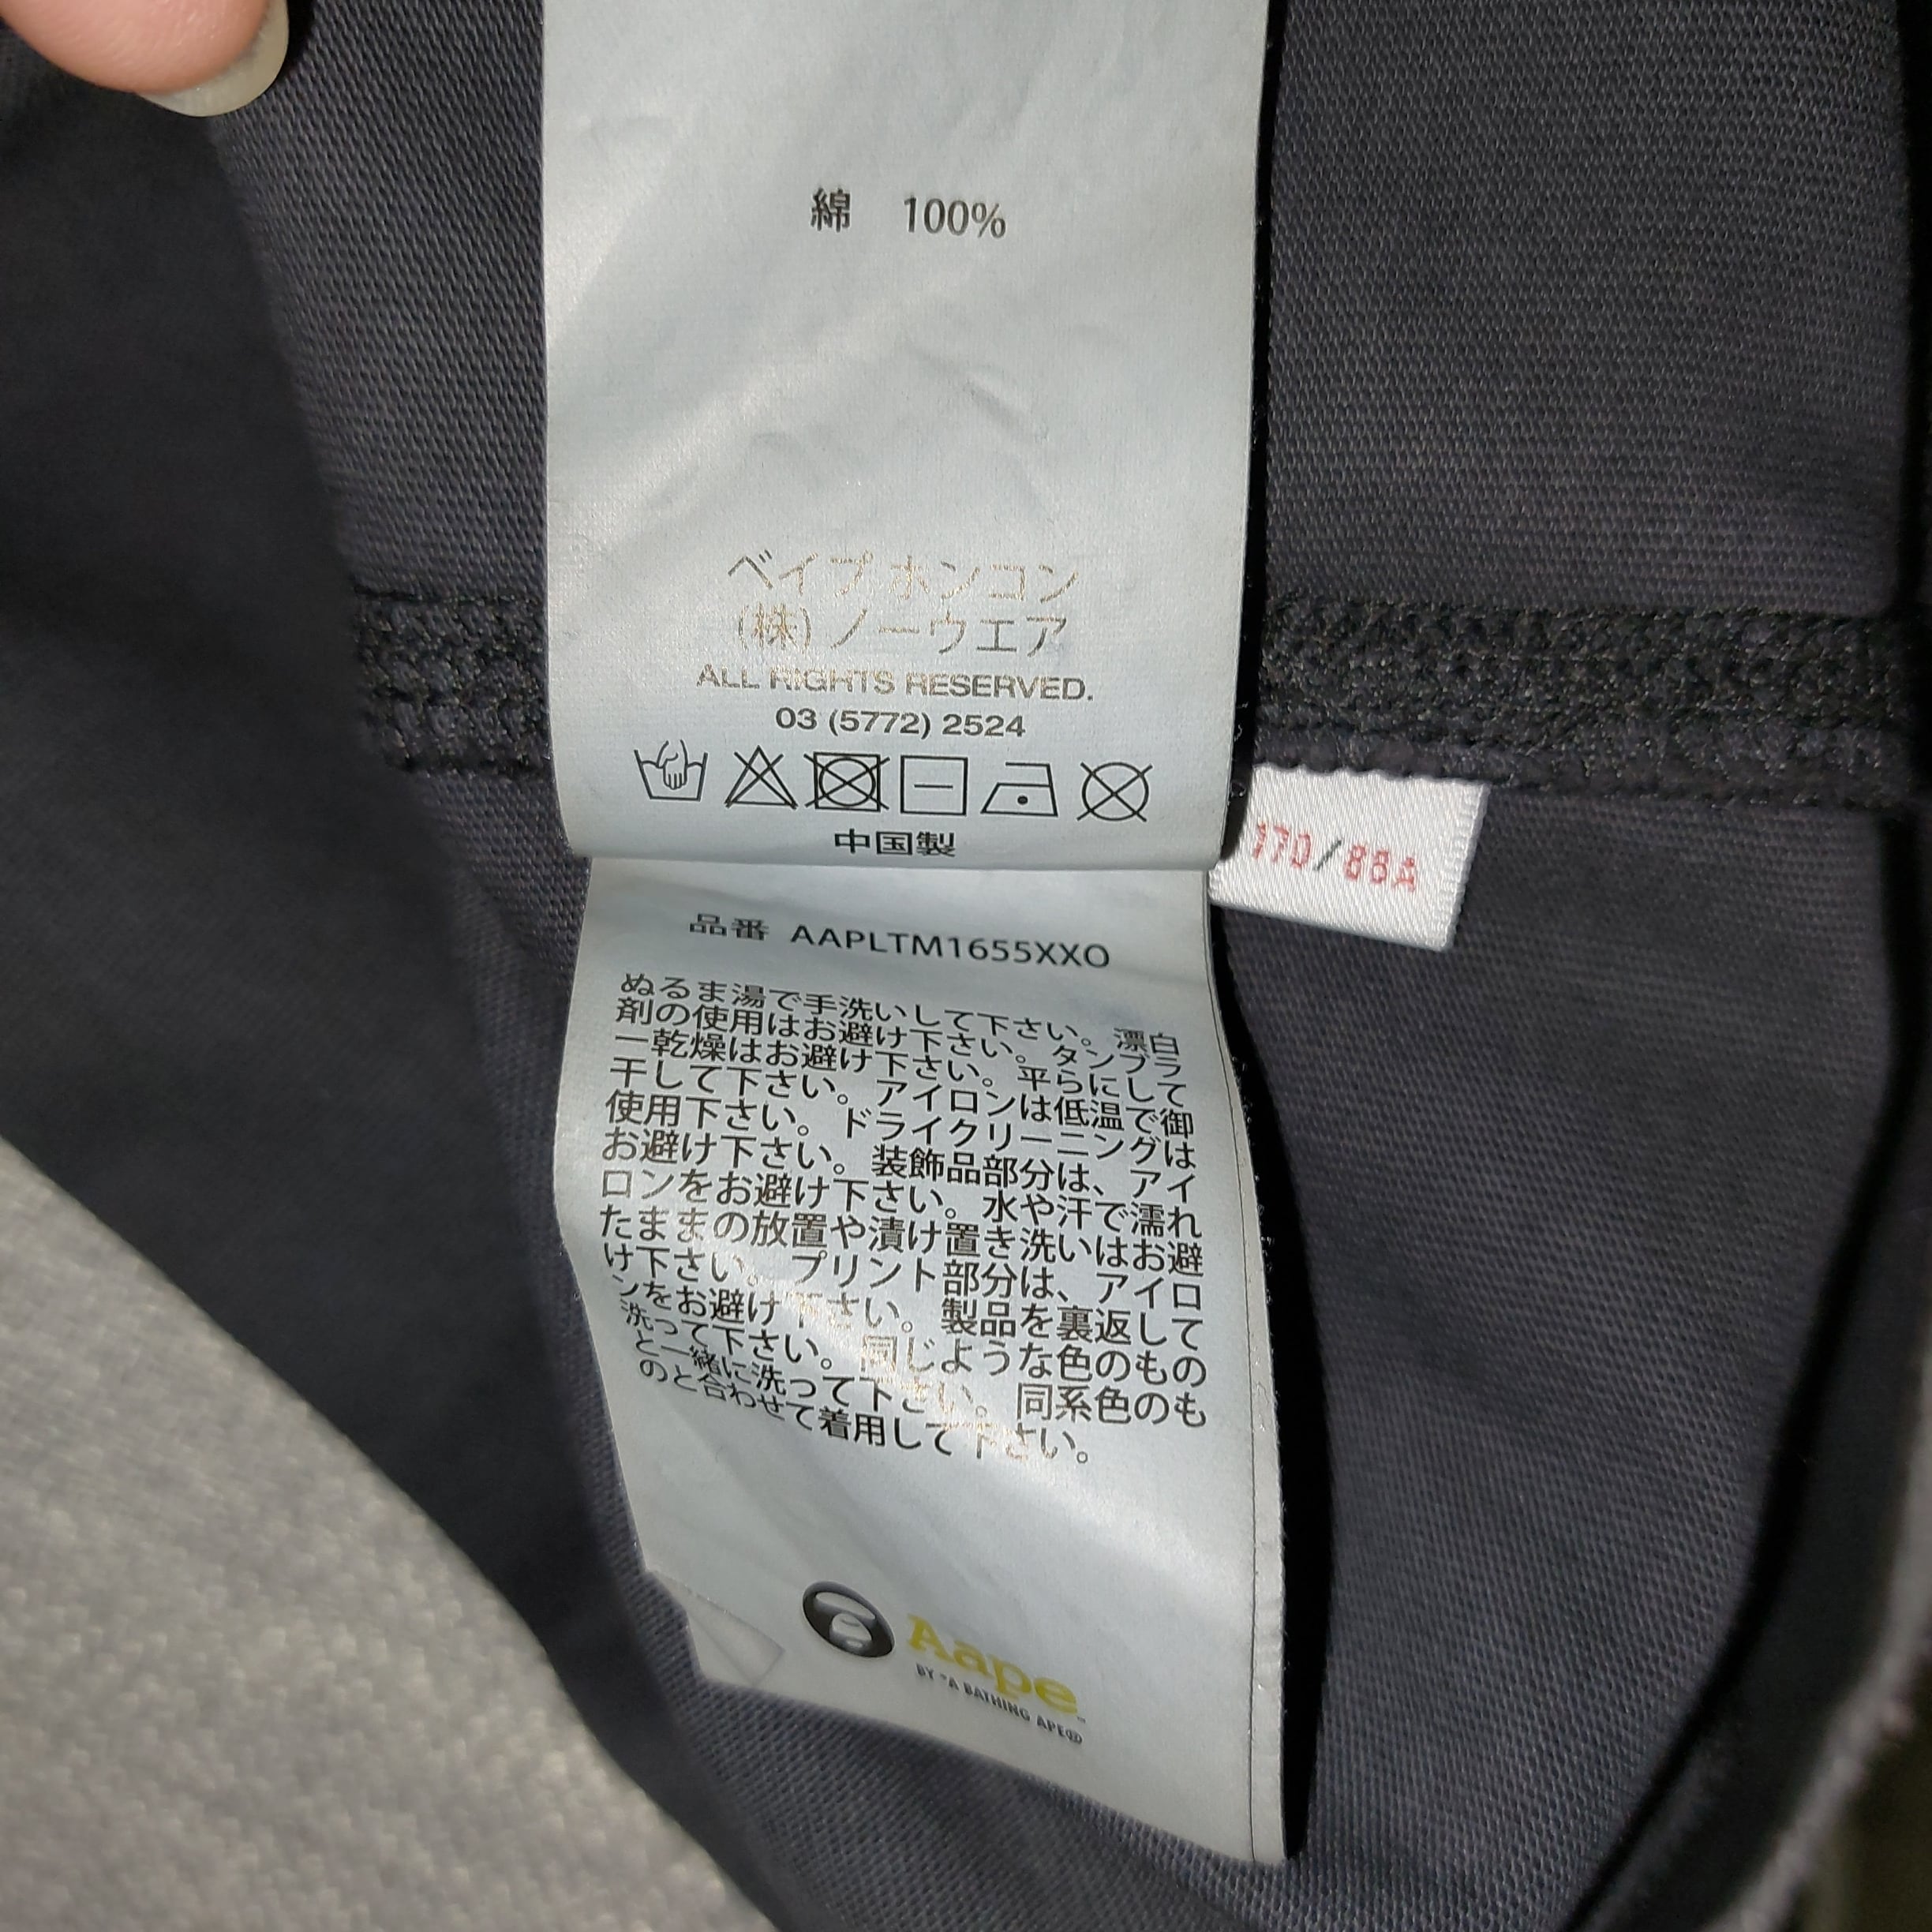 綿 100%
ベイプ ホンコン
(株) ノーウエア
ALL RIGHTS RESERVED.
03 (5772) 2524
中国製
170/88A
品番 AAPLTM1655XXO
ぬるま湯で手洗いして下さい。漂白
剤の使用はお避け下さい。タンブラ
ー乾燥はお避け下さい。平らにして
干して下さい。アイロンは低温で御
使用下さい。ドライクリーニングは
お避け下さい。装飾品部分は、アイ
ロンをお避け下さい。水や汗で濡れ
たままの放置や漬け置き洗いはお避
け下さい。プリント部分は、アイロ
ンをお避け下さい。製品を裏返して
洗って下さい。同じような色のもの
と一緒に洗って下さい。同系色のも
のと合わせて着用して下さい。
Aape
BY *A BATHING APE®